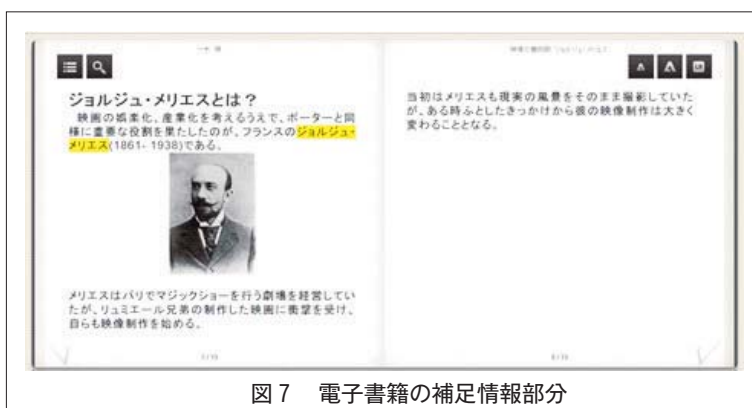 ジョルジュ・メリエスとは？
映画の娯楽化、産業化を考えるうえで、ポーターと同
様に重要な役割を果たしたのが、フランスのジョルジュ・
メリエス(1861- 1938)である。
メリエスはパリでマジックショーを行う劇場を経営してい
たが、リュミエール兄弟の制作した映画に衝撃を受け、
自らも映像制作を始める。
当初はメリエスも現実の風景をそのまま撮影していた
が、ある時ふとしたきっかけから彼の映像制作は大きく
変わることとなる。
図7　電子書籍の補足情報部分